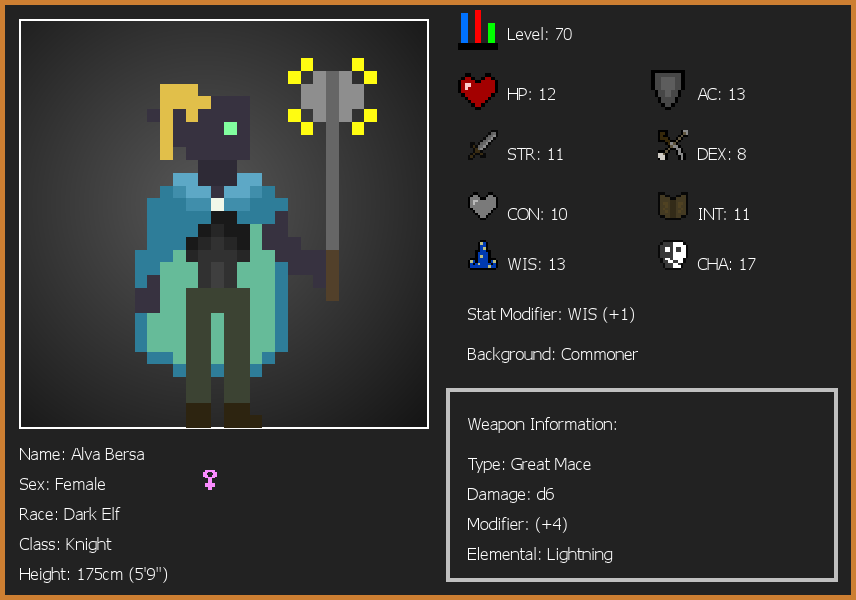 Level: 70
HP: 12
AC: 13
STR: 11
DEX: 8
CON: 10
INT: 11
WIS: 13
CHA: 17
Stat Modifier: WIS (+1)
Background: Commoner
Weapon Information:
Type: Great Mace
Damage: d6
Modifier: (+4)
Elemental: Lightning
Name: Alva Bersa
Sex: Female
Race: Dark Elf
Class: Knight
Height: 175cm (5'9")